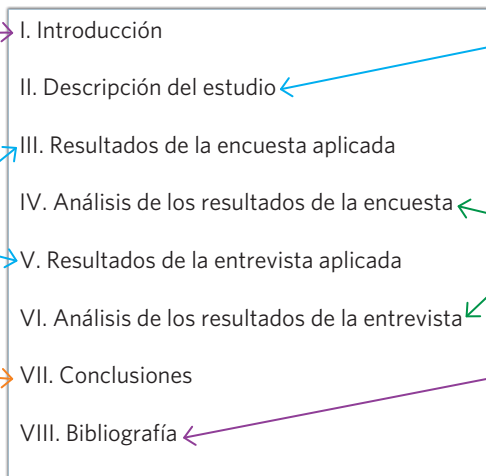 I. Introducción
II. Descripción del estudio
III. Resultados de la encuesta aplicada
IV. Análisis de los resultados de la encuesta
V. Resultados de la entrevista aplicada
VI. Análisis de los resultados de la entrevista
VII. Conclusiones
VIII. Bibliografía